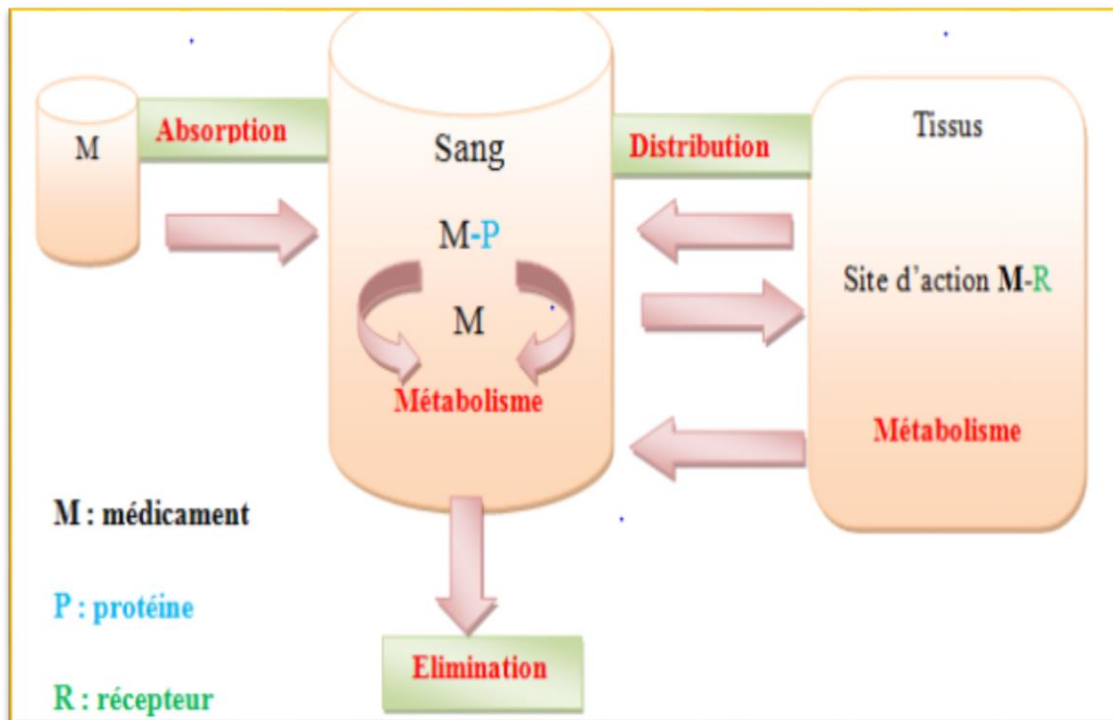 M
Absorption
Sang
Distribution
Tissus
M-P
Site d'action M-R
M
Métabolisme
Métabolisme
M : médicament
P : protéine
Elimination
R : récepteur